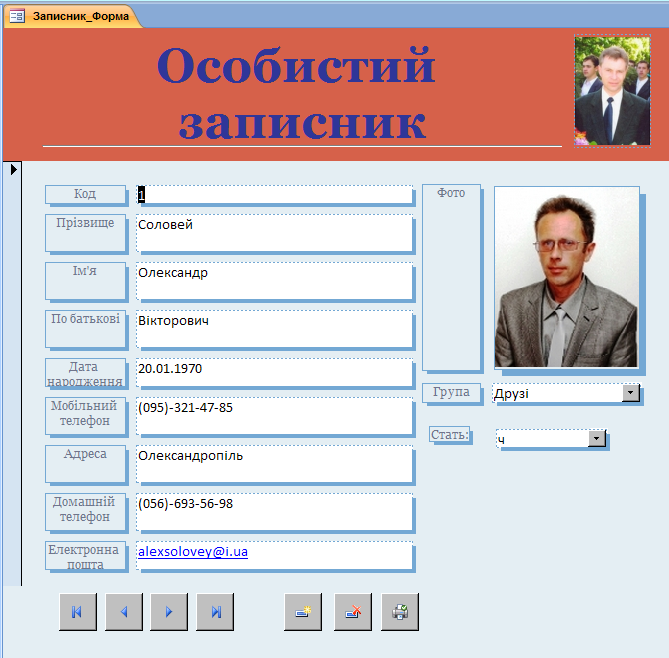 Записник_Форма
Особистий
записник
Код
1
Фото
Прізвище
Соловей
Ім'я
Олександр
По батькові
Вікторович
Дата
народження
20.01.1970
Група
Друзі
Мобільний
телефон
(095)-321-47-85
Стать:
ч
Адреса
Олександропіль
Домашній
телефон
(056)-693-56-98
Електронна
пошта
alexsolovey@i.ua